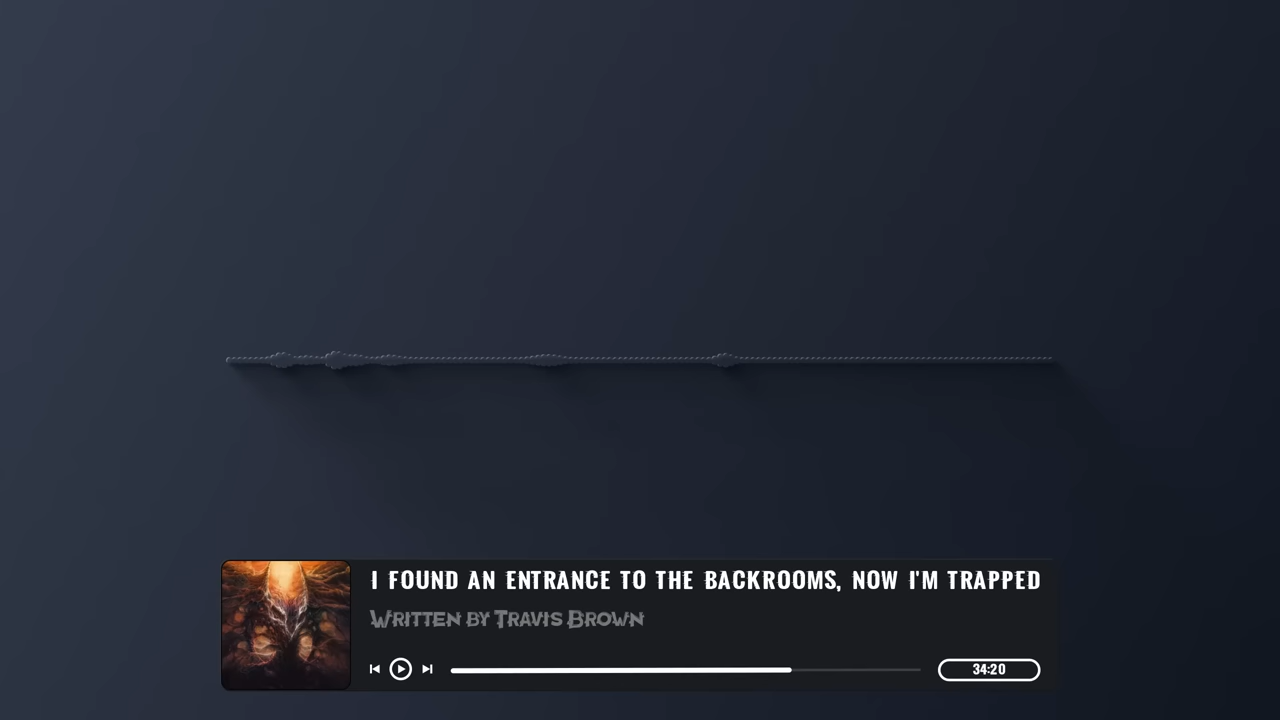 I FOUND AN ENTRANCE TO THE BACKROOMS, NOW I'M TRAPPED
WRITTEN BY TRAVIS BROWN
34:20